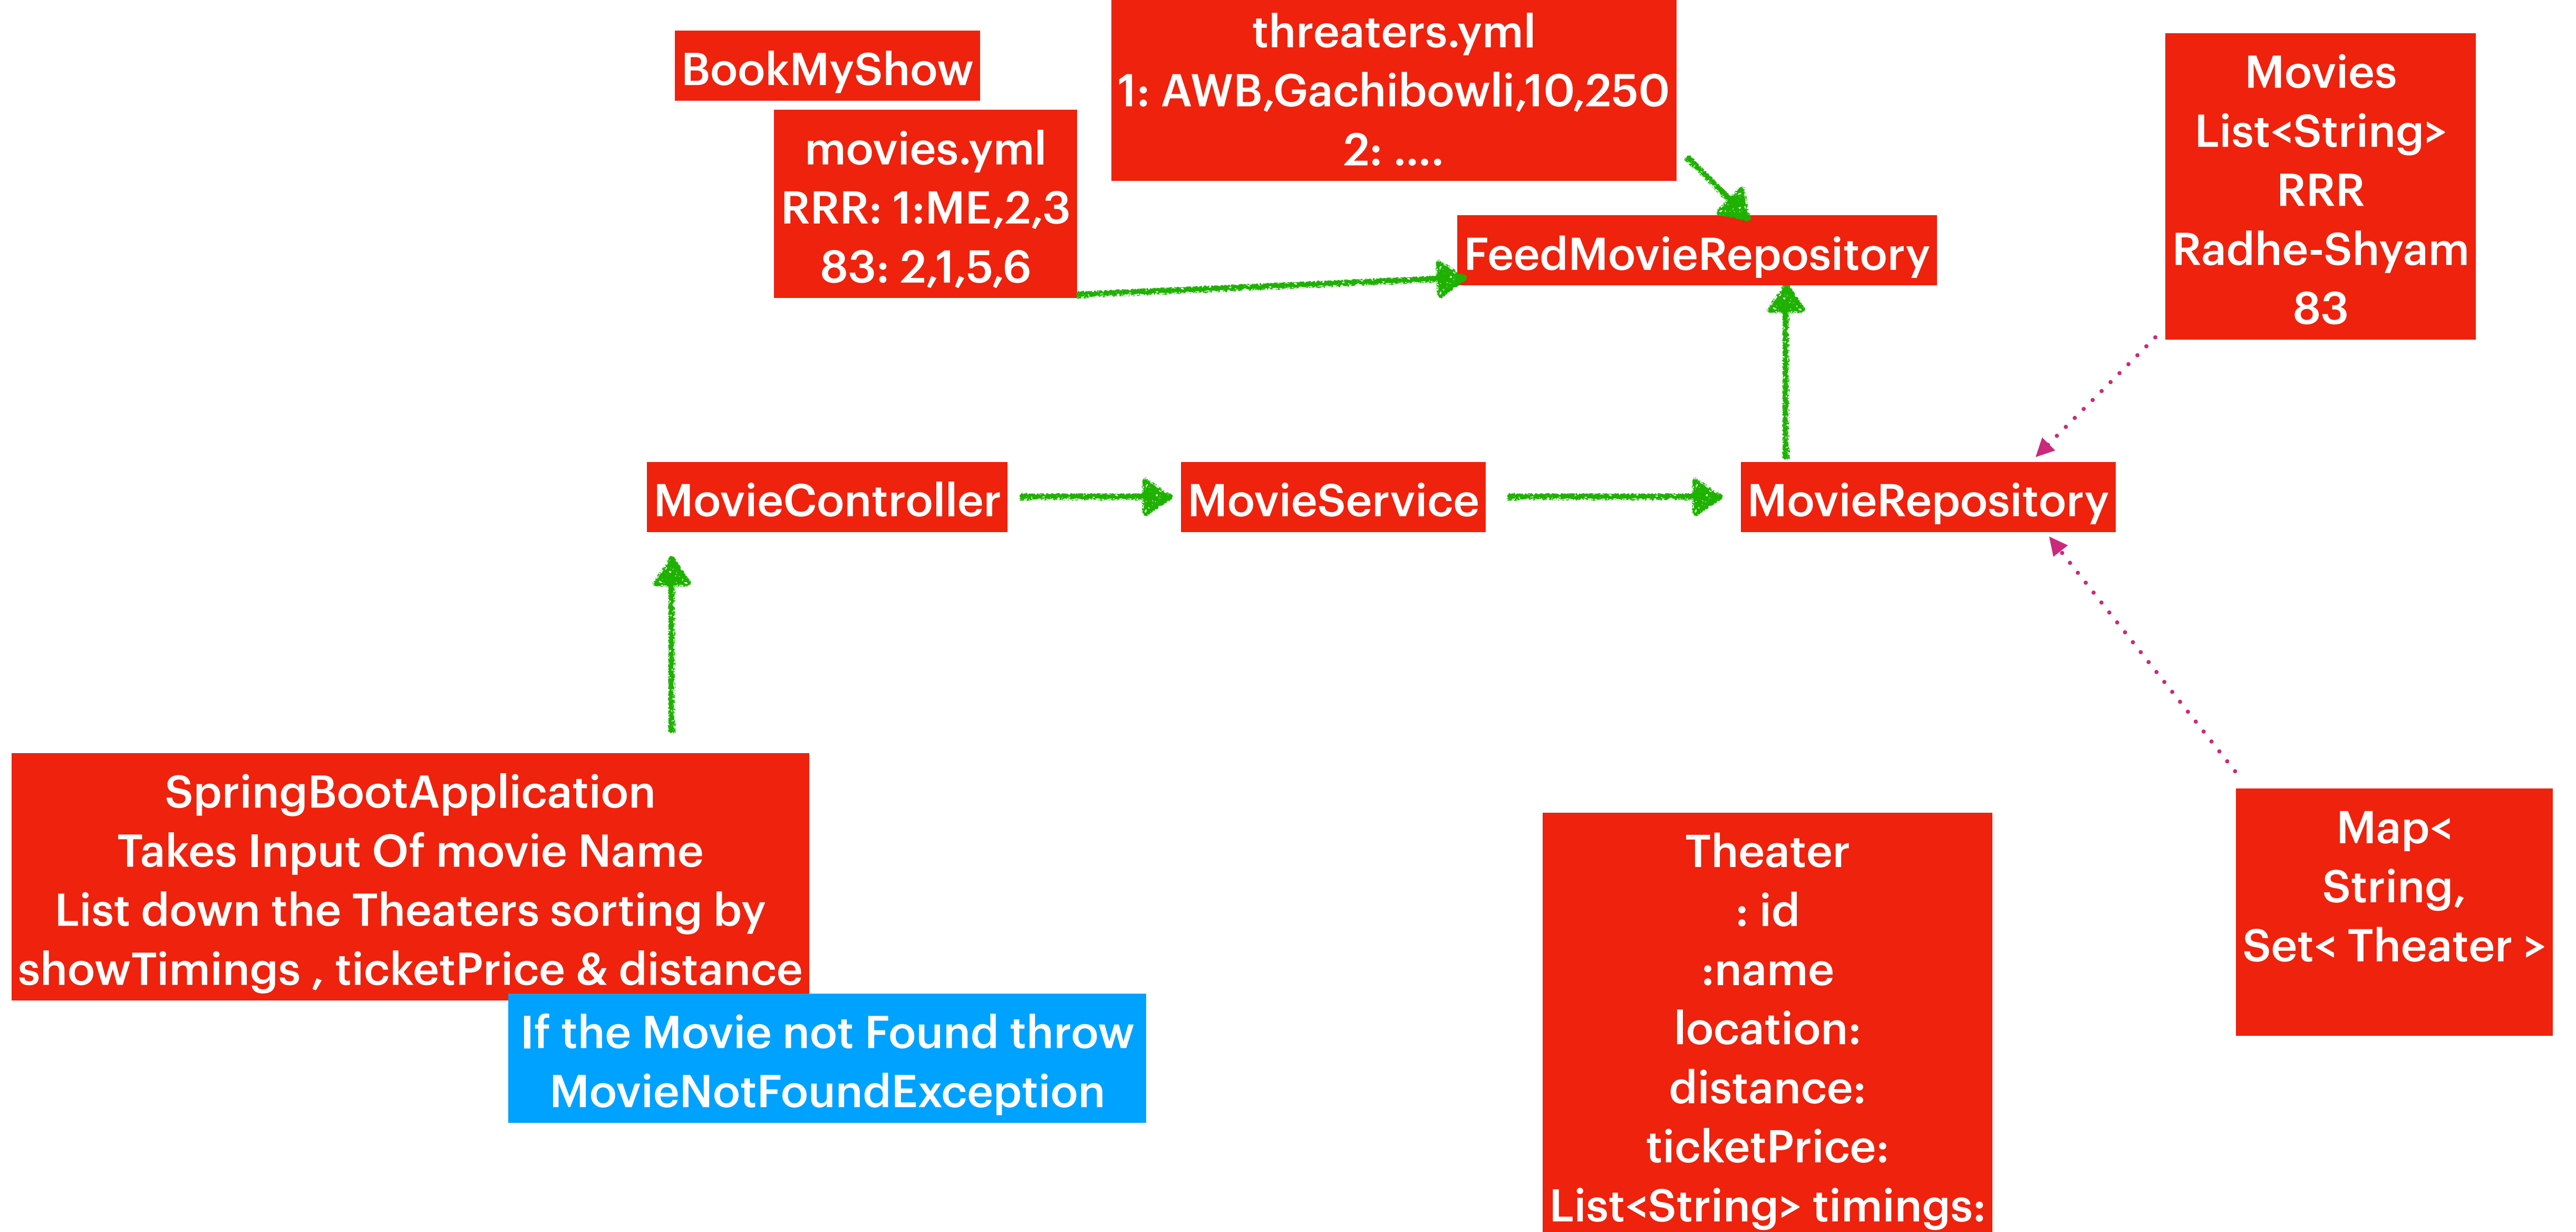 BookMyShow
movies.yml
RRR: 1:ME,2,3
83: 2,1,5,6
threaters.yml
1: AWB,Gachibowli,10,250
2: ....
FeedMovieRepository
Movies
List<String>
RRR
Radhe-Shyam
83
MovieController
MovieService
MovieRepository
SpringBootApplication
Takes Input Of movie Name
List down the Theaters sorting by
showTimings , ticketPrice & distance
If the Movie not Found throw
MovieNotFoundException
Theater
: id
:name
location:
distance:
ticketPrice:
List<String> timings:
Map<
String,
Set< Theater >